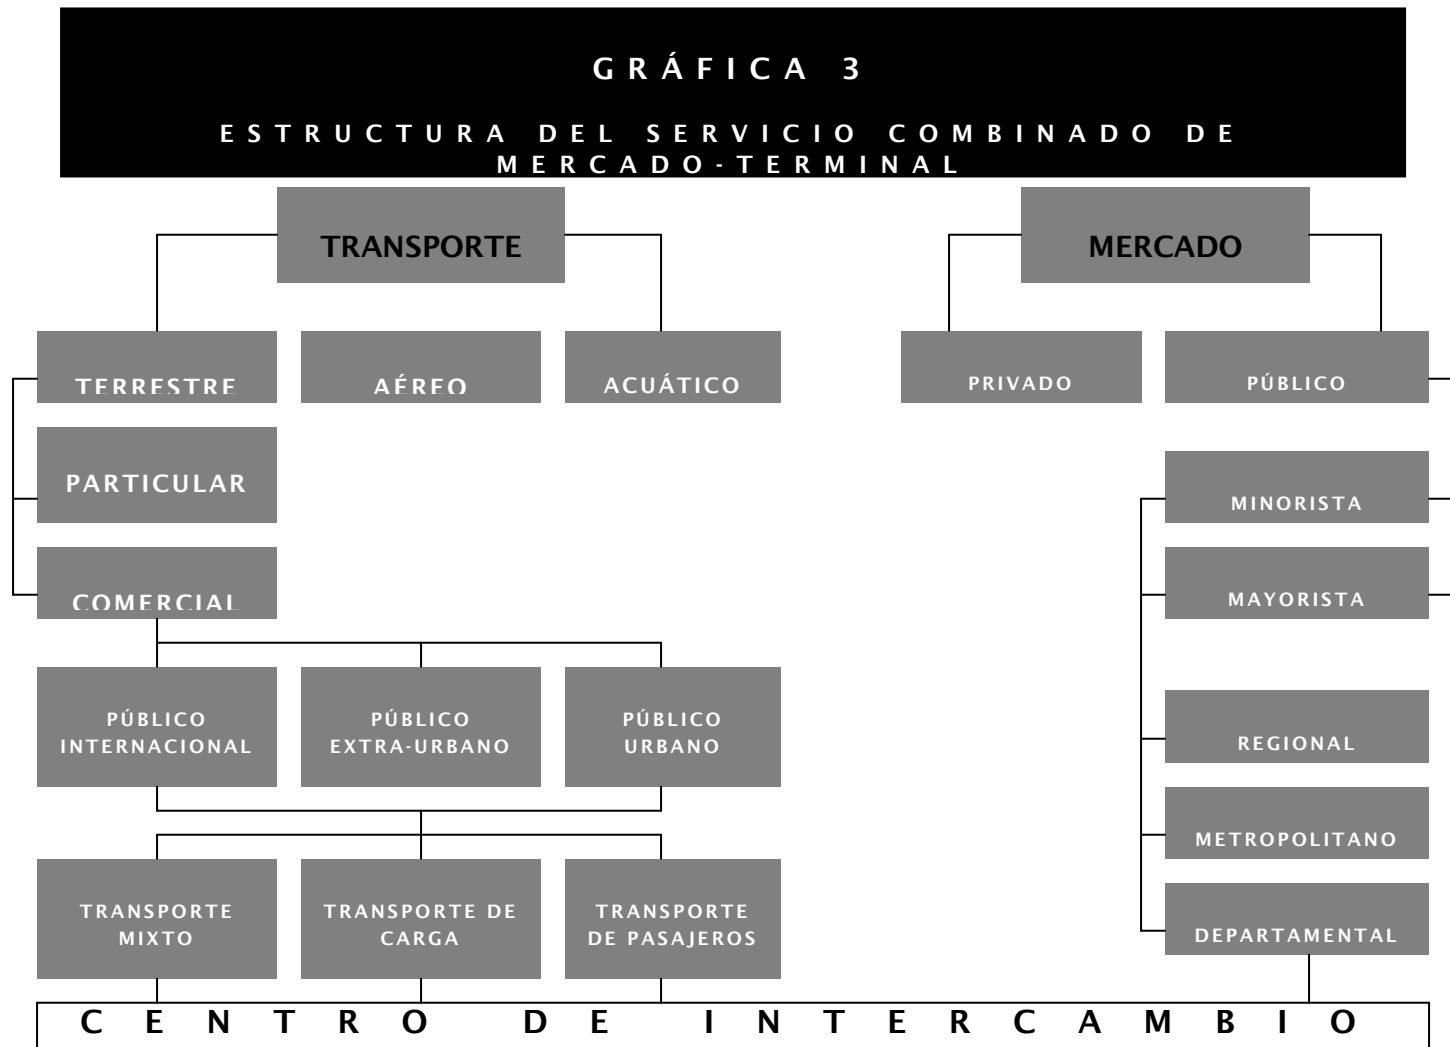 GRÁFICA 3
ESTRUCTURA DEL SERVICIO COMBINADO DE
MERCADO-TERMINAL
TRANSPORTE
MERCADO
TERRESTRE
AÉREO
ACUÁTICO
PRIVADO
PÚBLICO
PARTICULAR
MINORISTA
COMERCIAL
MAYORISTA
PÚBLICO
INTERNACIONAL
PÚBLICO
EXTRA-URBANO
PÚBLICO
URBANO
REGIONAL
METROPOLITANO
TRANSPORTE
MIXTO
TRANSPORTE DE
CARGA
TRANSPORTE
DE PASAJEROS
DEPARTAMENTAL
CENTRO DE INTERCAMBIO